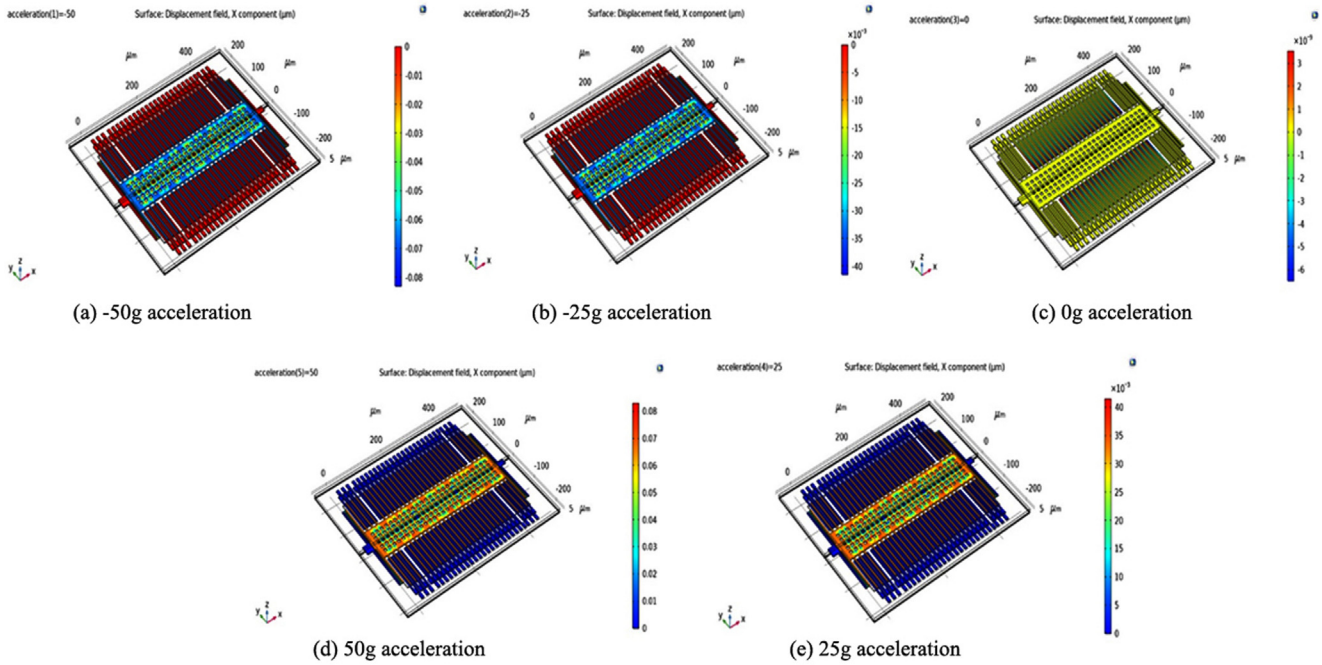 acceleration(1)=-50
Surface: Displacement field, X component (µm)
200
µm
400
100
µm
200
0
0
-100
-200
5 µm
0
-0.01
-0.02
-0.03
-0.04
-0.05
-0.06
-0.07
-0.08
z
y x
(a) -50g acceleration
acceleration(2)=-25
Surface: Displacement field, X component (µm)
200
µm
400
100
µm
200
0
0
-100
-200
5 µm
×10⁻³
0
-5
-10
-15
-20
-25
-30
-35
-40
z
y x
(b) -25g acceleration
acceleration(3)=0
Surface: Displacement field, X component (µm)
200
µm
400
100
µm
200
0
0
-100
-200
5 µm
×10⁻⁹
3
2
1
0
-1
-2
-3
-4
-5
-6
z
y x
(c) 0g acceleration
acceleration(5)=50
Surface: Displacement field, X component (µm)
200
µm
400
100
µm
200
0
0
-100
-200
5 µm
0.08
0.07
0.06
0.05
0.04
0.03
0.02
0.01
0
z
y x
(d) 50g acceleration
acceleration(4)=25
Surface: Displacement field, X component (µm)
200
µm
400
100
µm
200
0
0
-100
-200
5 µm
×10⁻³
40
35
30
25
20
15
10
5
0
z
y x
(e) 25g acceleration